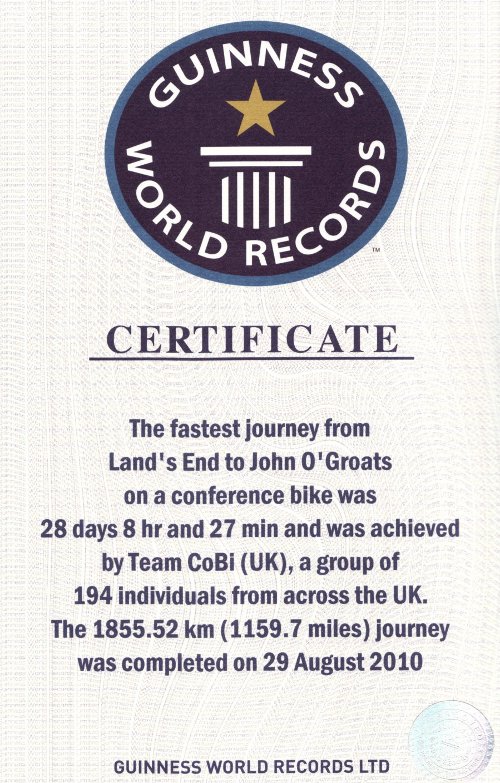 GUINNESS
WORLD RECORDS
™
CERTIFICATE
The fastest journey from
Land's End to John O'Groats
on a conference bike was
28 days 8 hr and 27 min and was achieved
by Team CoBi (UK), a group of
194 individuals from across the UK.
The 1855.52 km (1159.7 miles) journey
was completed on 29 August 2010
GUINNESS WORLD RECORDS LTD